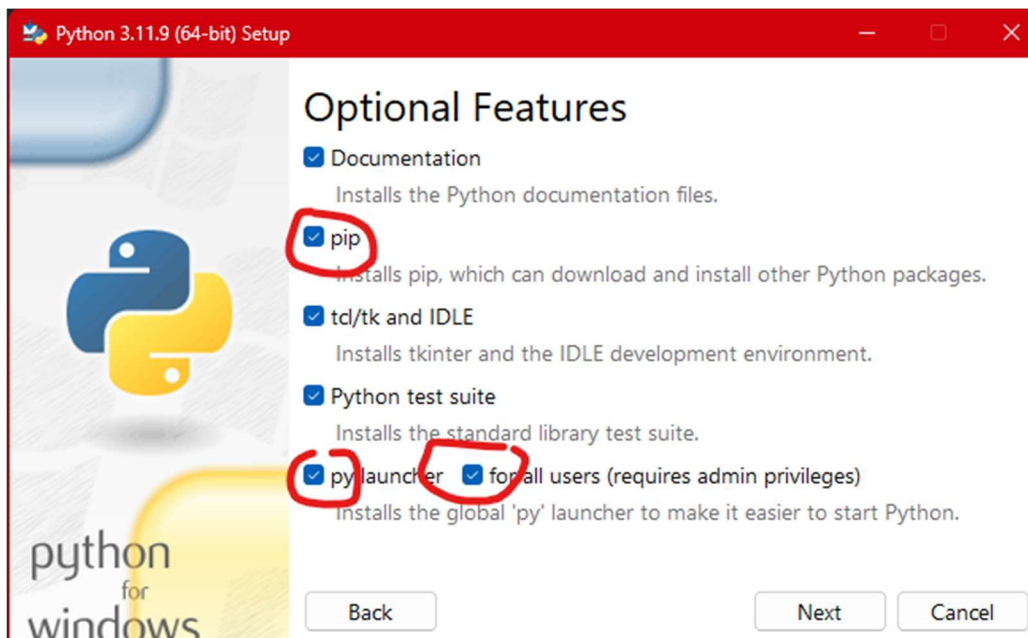 Python 3.11.9 (64-bit) Setup
Optional Features
Documentation
Installs the Python documentation files.
pip
Installs pip, which can download and install other Python packages.
tcl/tk and IDLE
Installs tkinter and the IDLE development environment.
Python test suite
Installs the standard library test suite.
py launcher for all users (requires admin privileges)
Installs the global 'py' launcher to make it easier to start Python.
python
for
windows
Back Next Cancel